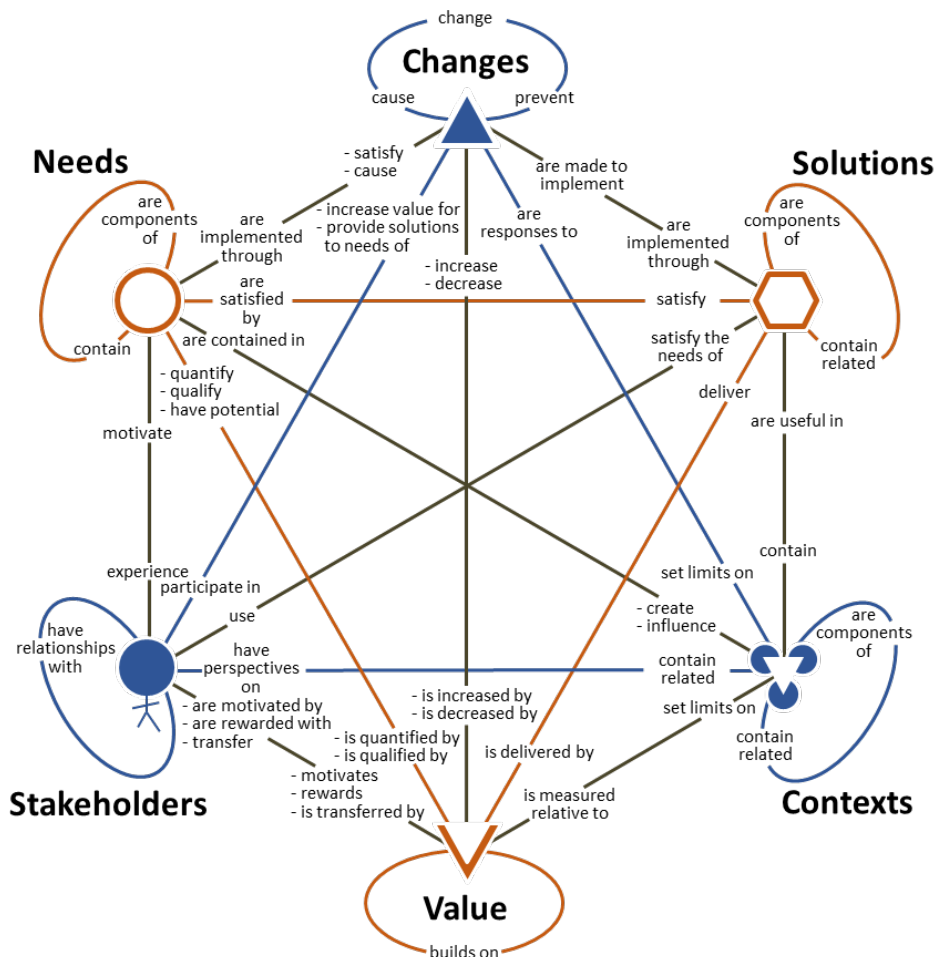 change
Changes
cause
prevent
Needs
- satisfy
- cause
are made to
implement
Solutions
are
components
of
are
implemented
through
- increase value for
- provide solutions
to needs of
are
responses to
are
implemented
through
are
components
of
- increase
- decrease
are
satisfied
by
satisfy
are contained in
contain
satisfy the
needs of
contain
related
- quantify
- qualify
- have potential
deliver
motivate
are useful in
experience
participate in
contain
set limits on
use
- create
- influence
have
relationships
with
are
components
of
have
perspectives
on
contain
related
- are motivated by
- are rewarded with
- transfer
- is increased by
- is decreased by
set limits on
- is quantified by
- is qualified by
is delivered by
contain
related
- motivates
- rewards
- is transferred by
is measured
relative to
Stakeholders
Contexts
Value
builds on